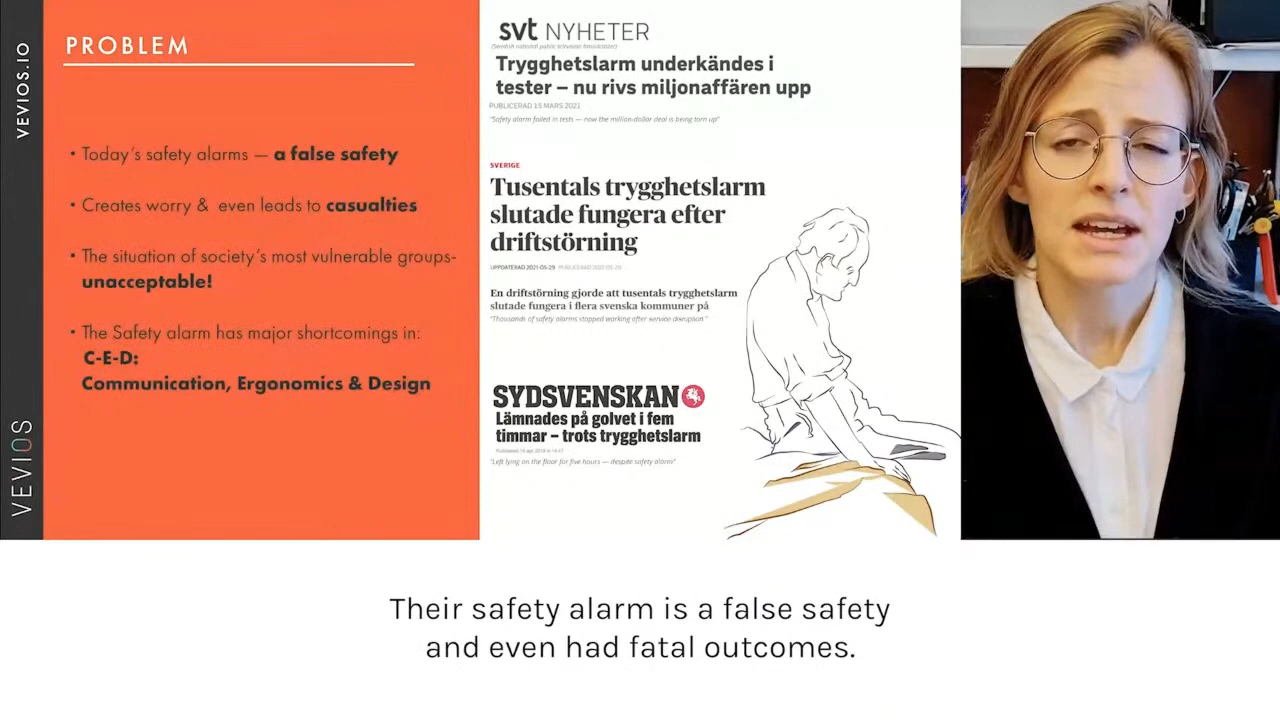 VEVIOS.IO
VEVIOS
PROBLEM
• Today's safety alarms — a false safety
• Creates worry & even leads to casualties
• The situation of society's most vulnerable groups-
unacceptable!
• The Safety alarm has major shortcomings in:
C-E-D:
Communication, Ergonomics & Design
svt NYHETER
(Swedish national public television broadcaster)
Trygghetslarm underkändes i
tester – nu rivs miljonaffären upp
PUBLICERAD 15 MARS 2021
"Safety alarm failed in tests — now the million-dollar deal is being torn up"
SVERIGE
Tusentals trygghetslarm
slutade fungera efter
driftstörning
UPPDATERAD 2021-05-29 PUBLICERAD
En driftstörning gjorde att tusentals trygghetslarm
slutade fungera i flera svenska kommuner på
"Thousands of safety alarms stopped working after service disruption"
SYDSVENSKAN
Lämnades på golvet i fem
timmar – trots trygghetslarm
"Left lying on the floor for five hours — despite safety alarm"
Their safety alarm is a false safety
and even had fatal outcomes.